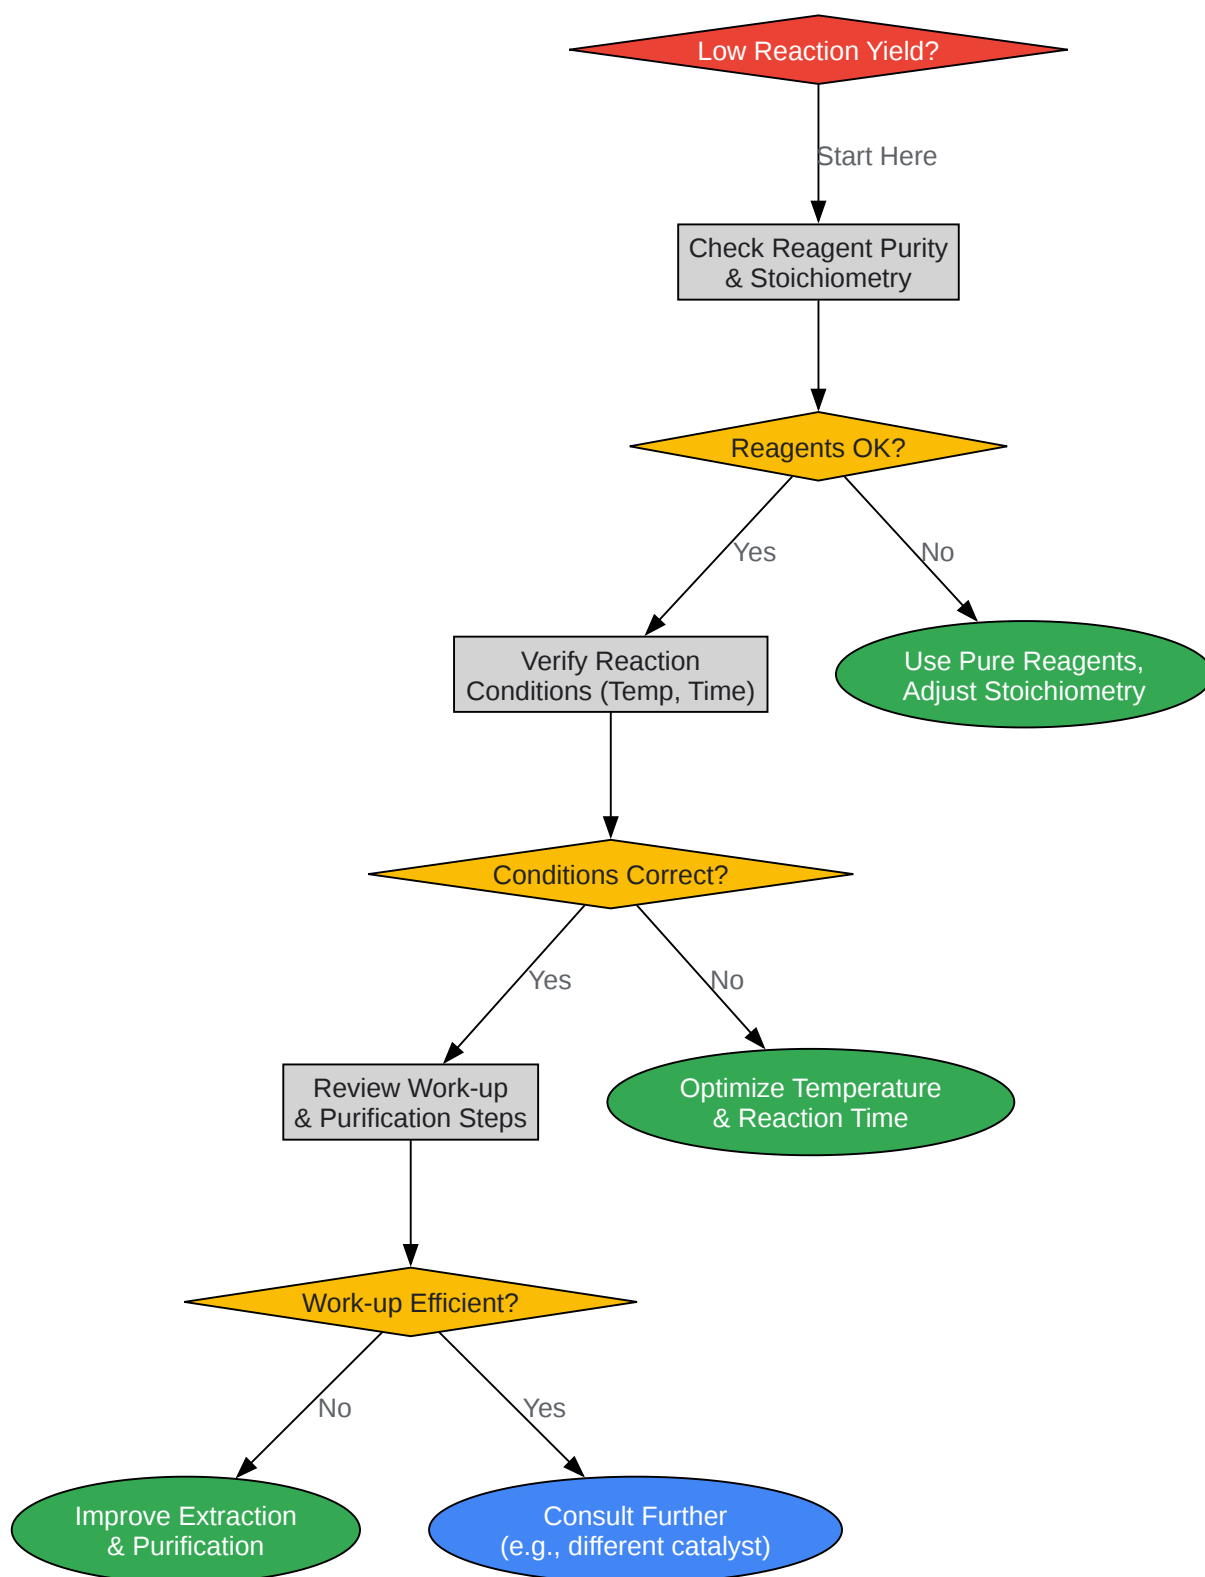 Low Reaction Yield?
Start Here
Check Reagent Purity
& Stoichiometry
Reagents OK?
Yes
No
Verify Reaction
Conditions (Temp, Time)
Use Pure Reagents,
Adjust Stoichiometry
Conditions Correct?
Yes
No
Review Work-up
& Purification Steps
Optimize Temperature
& Reaction Time
Work-up Efficient?
No
Yes
Improve Extraction
& Purification
Consult Further
(e.g., different catalyst)